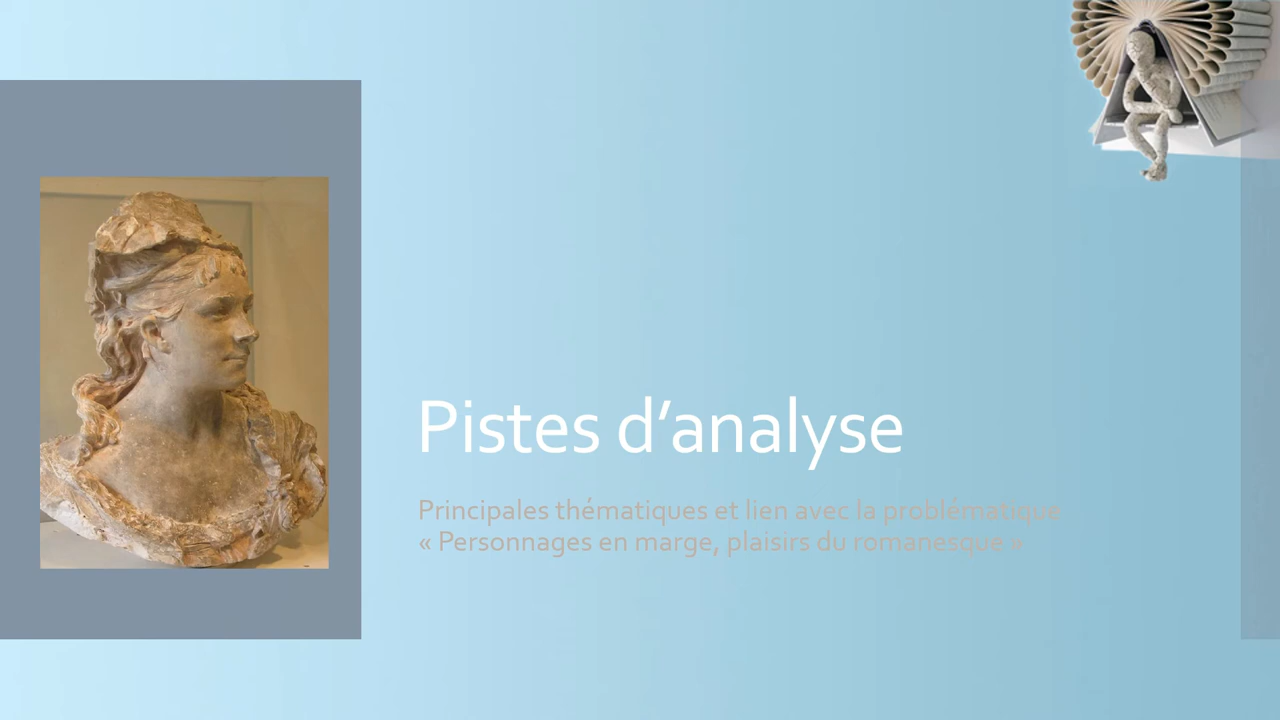 Pistes d’analyse
Principales thématiques et lien avec la problématique
« Personnages en marge, plaisirs du romanesque »